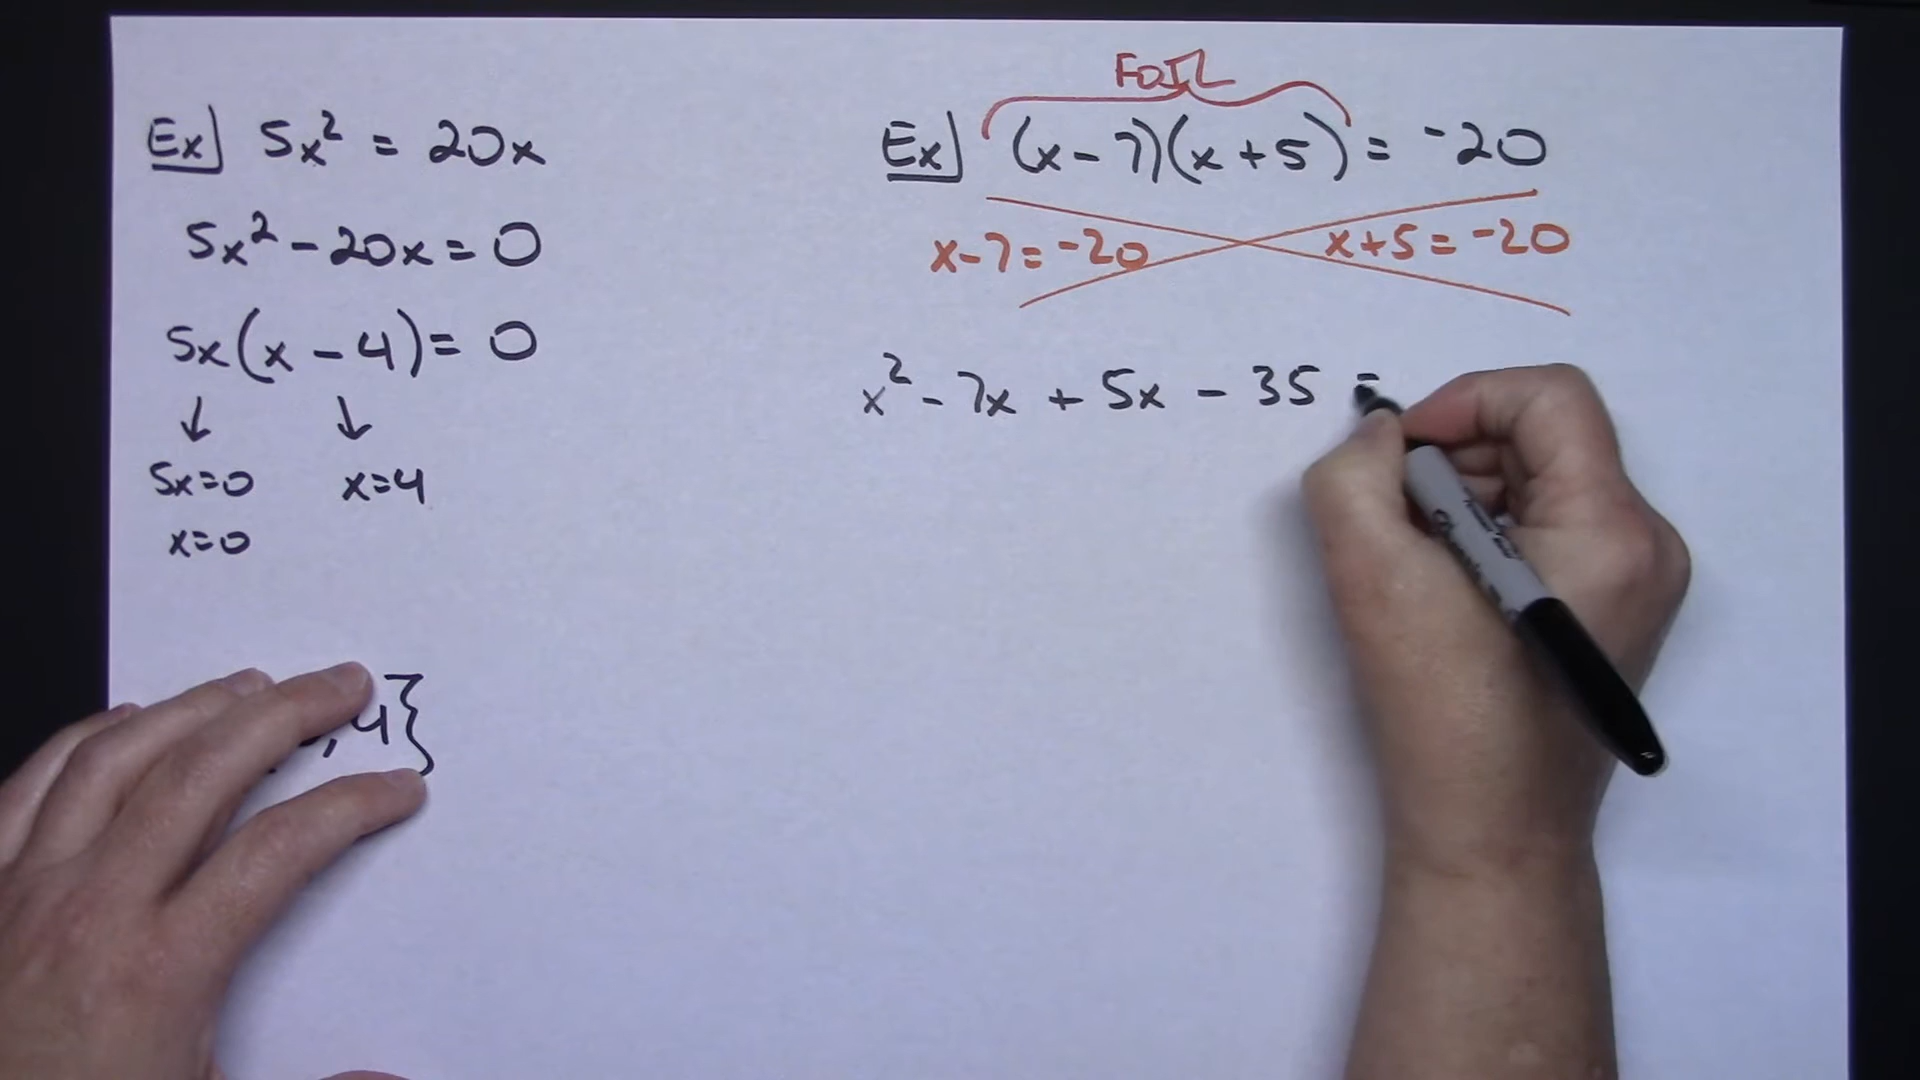 Ex] 5x² = 20x
5x² - 20x = 0
5x(x - 4) = 0
↓ ↓
5x=0 x=4
x=0
, 4}
FOIL
Ex] (x - 7)(x + 5) = -20
x - 7 = -20 x + 5 = -20
x² - 7x + 5x - 35 =